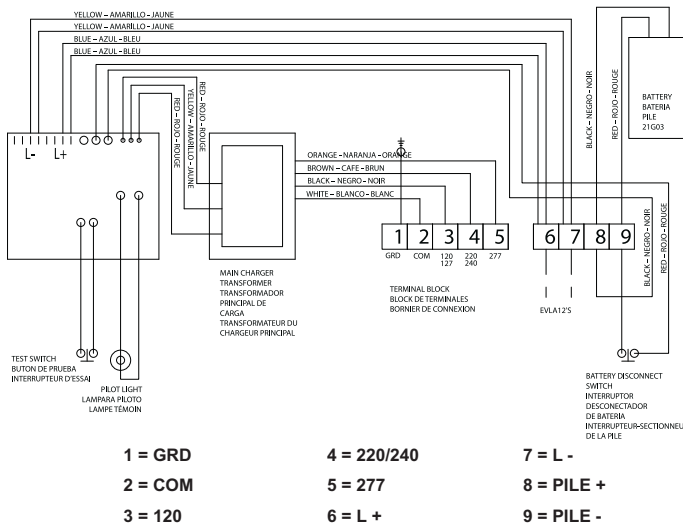 YELLOW – AMARILLO - JAUNE
YELLOW – AMARILLO - JAUNE
BLUE - AZUL - BLEU
BLUE - AZUL - BLEU
RED – ROJO - ROUGE
YELLOW – AMARILLO - JAUNE
RED – ROJO - ROUGE
L-
L+
ORANGE - NARANJA - ORANGE
BROWN – CAFE - BRUN
BLACK – NEGRO - NOIR
WHITE – BLANCO - BLANC
BLACK – NEGRO - NOIR
RED – ROJO - ROUGE
BATTERY
BATERIA
PILE
21G03
BLACK – NEGRO - NOIR
RED – ROJO - ROUGE
1 2 3 4 5
GRD COM 120 220 277
127 240
6 7 8 9
EVLA12'S
MAIN CHARGER
TRANSFORMER
TRANSFORMADOR
PRINCIPAL DE
CARGA
TRANSFORMATEUR DU
CHARGEUR PRINCIPAL
TERMINAL BLOCK
BLOCK DE TERMINALES
BORNIER DE CONNEXION
TEST SWITCH
BUTON DE PRUEBA
INTERRUPTEUR D'ESSAI
PILOT LIGHT
LAMPARA PILOTO
LAMPE TÉMOIN
BATTERY DISCONNECT
SWITCH
INTERRUPTOR
DESCONECTADOR
DE BATERIA
INTERRUPTEUR-SECTIONNEU
DE LA PILE
1 = GRD 4 = 220/240 7 = L -
2 = COM 5 = 277 8 = PILE +
3 = 120 6 = L + 9 = PILE -